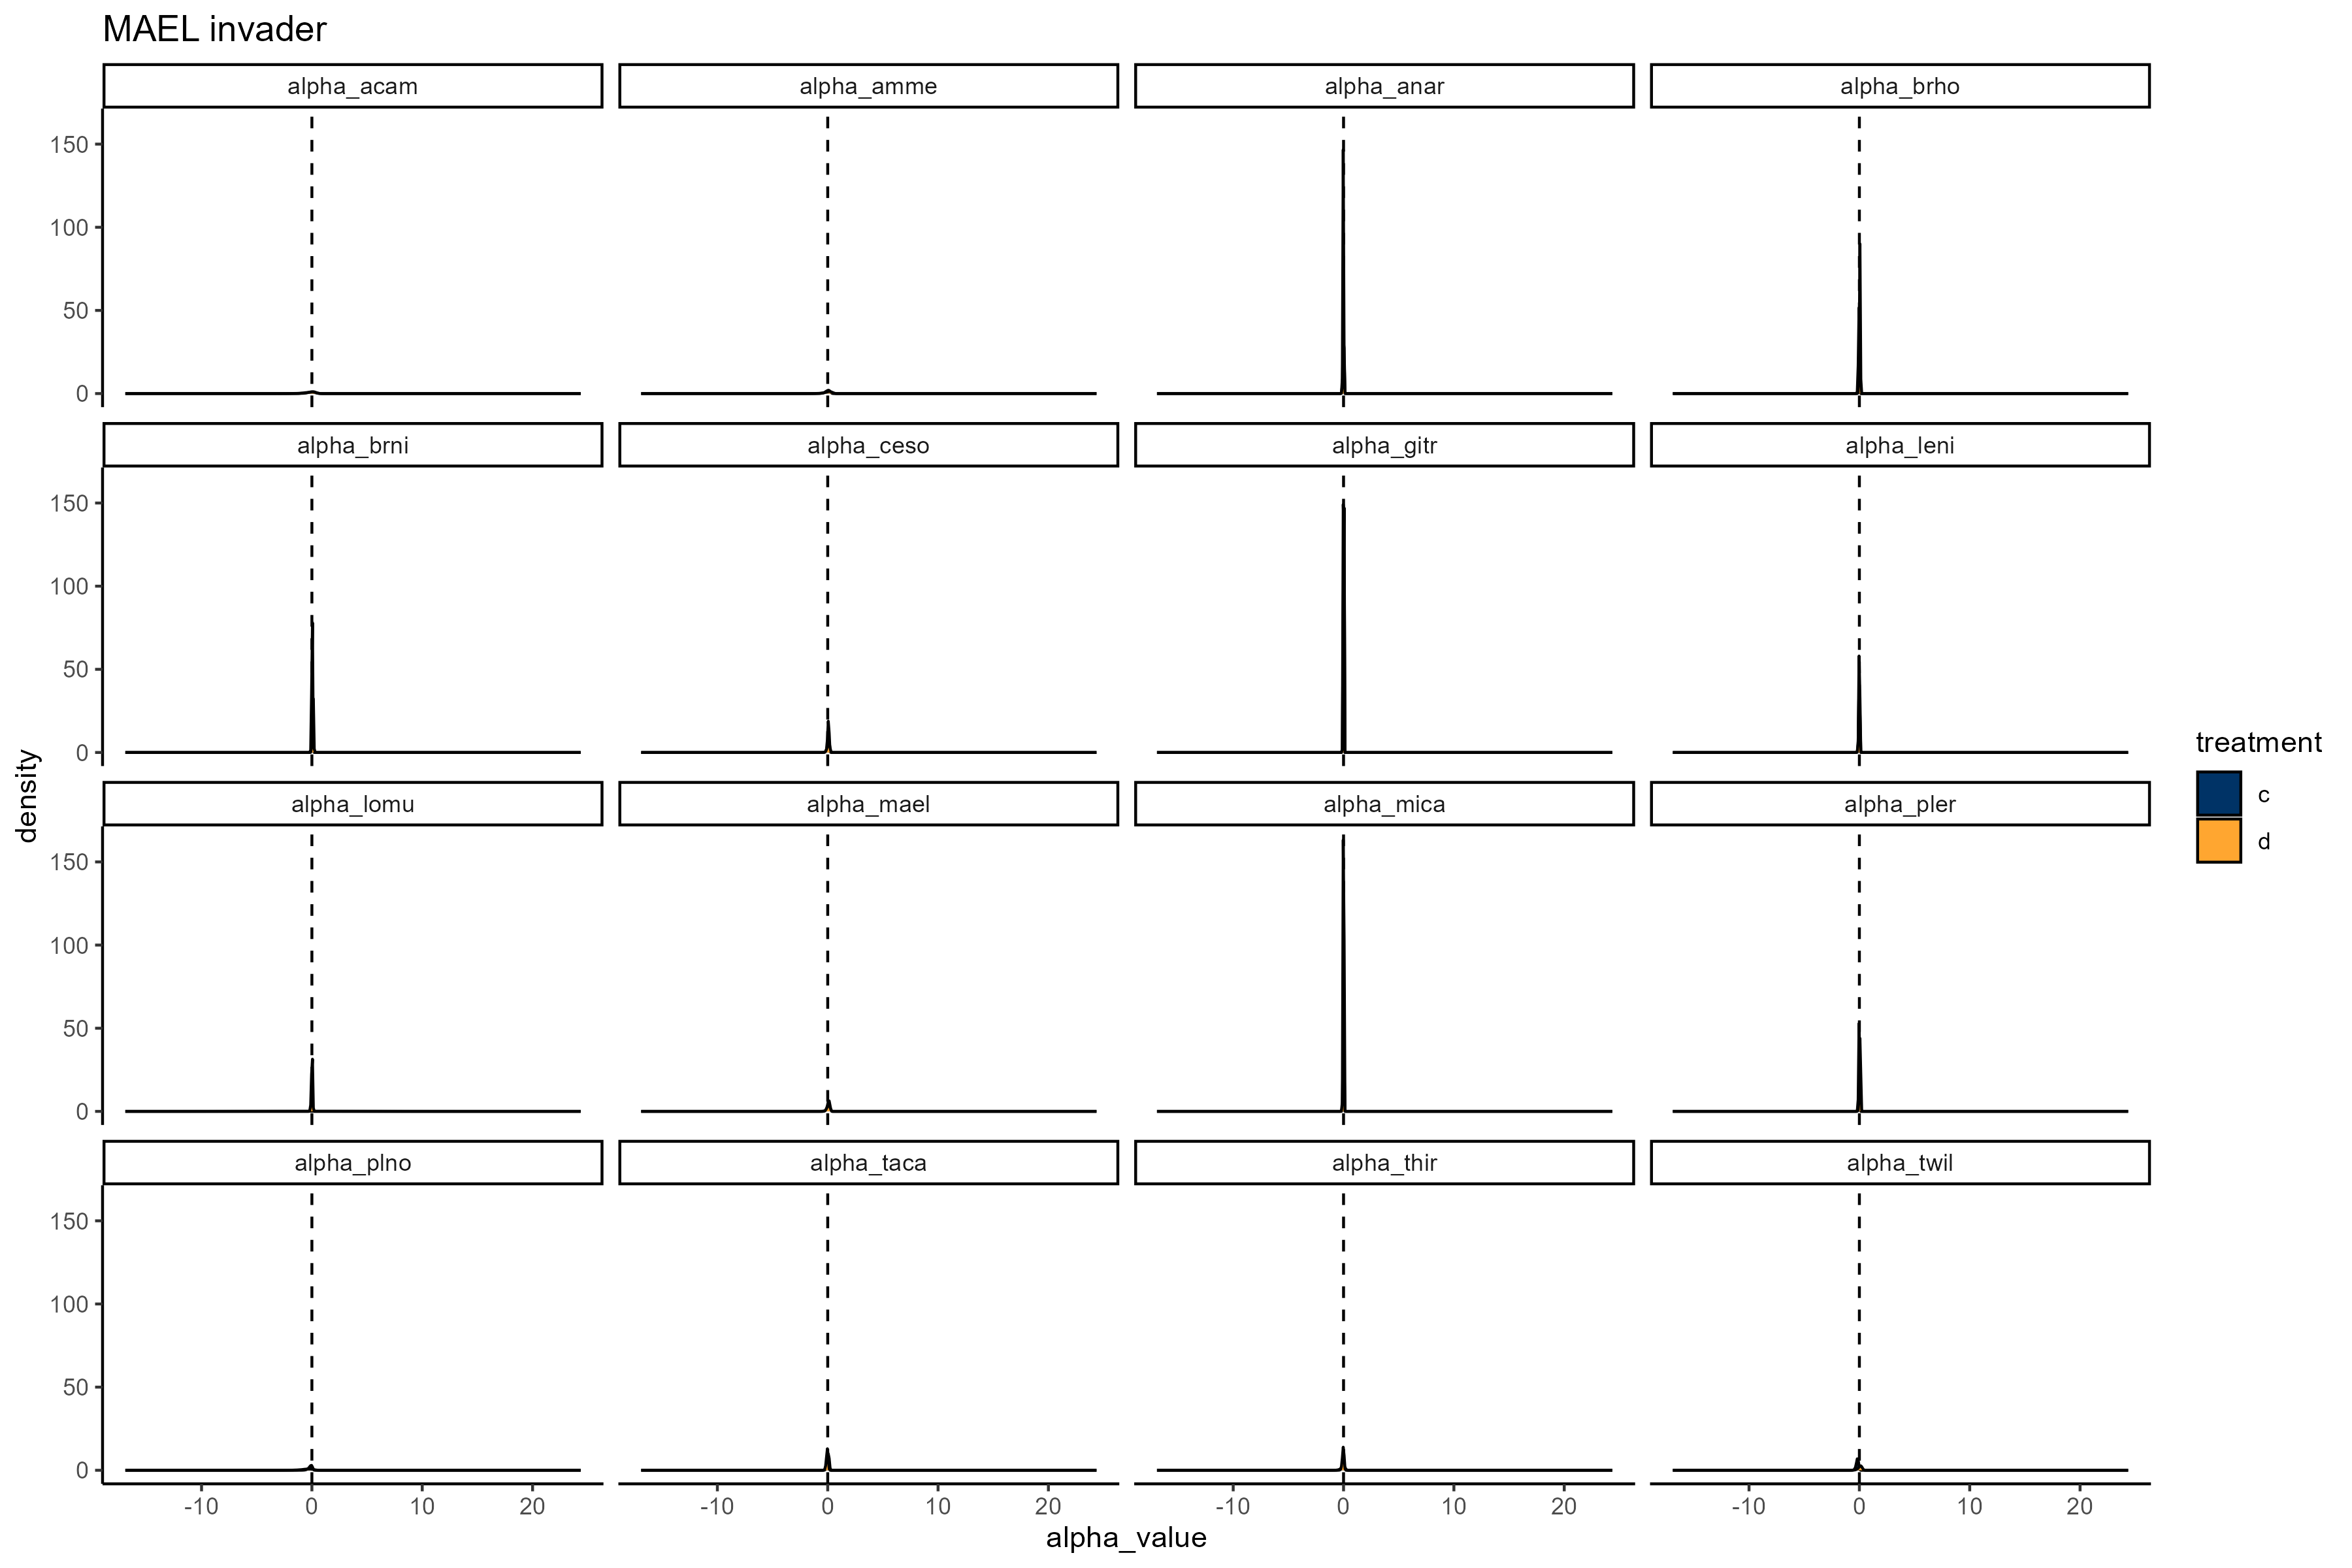 MAEL invader
alpha_acam alpha_amme alpha_anar alpha_brho
150
100
50
0
alpha_brni alpha_ceso alpha_gitr alpha_leni
150
100
50
0
alpha_lomu alpha_mael alpha_mica alpha_pler
150
100
50
0
alpha_plno alpha_taca alpha_thir alpha_twil
150
100
50
0
-10 0 10 20 -10 0 10 20 -10 0 10 20 -10 0 10 20
alpha_value
density
treatment
c
d